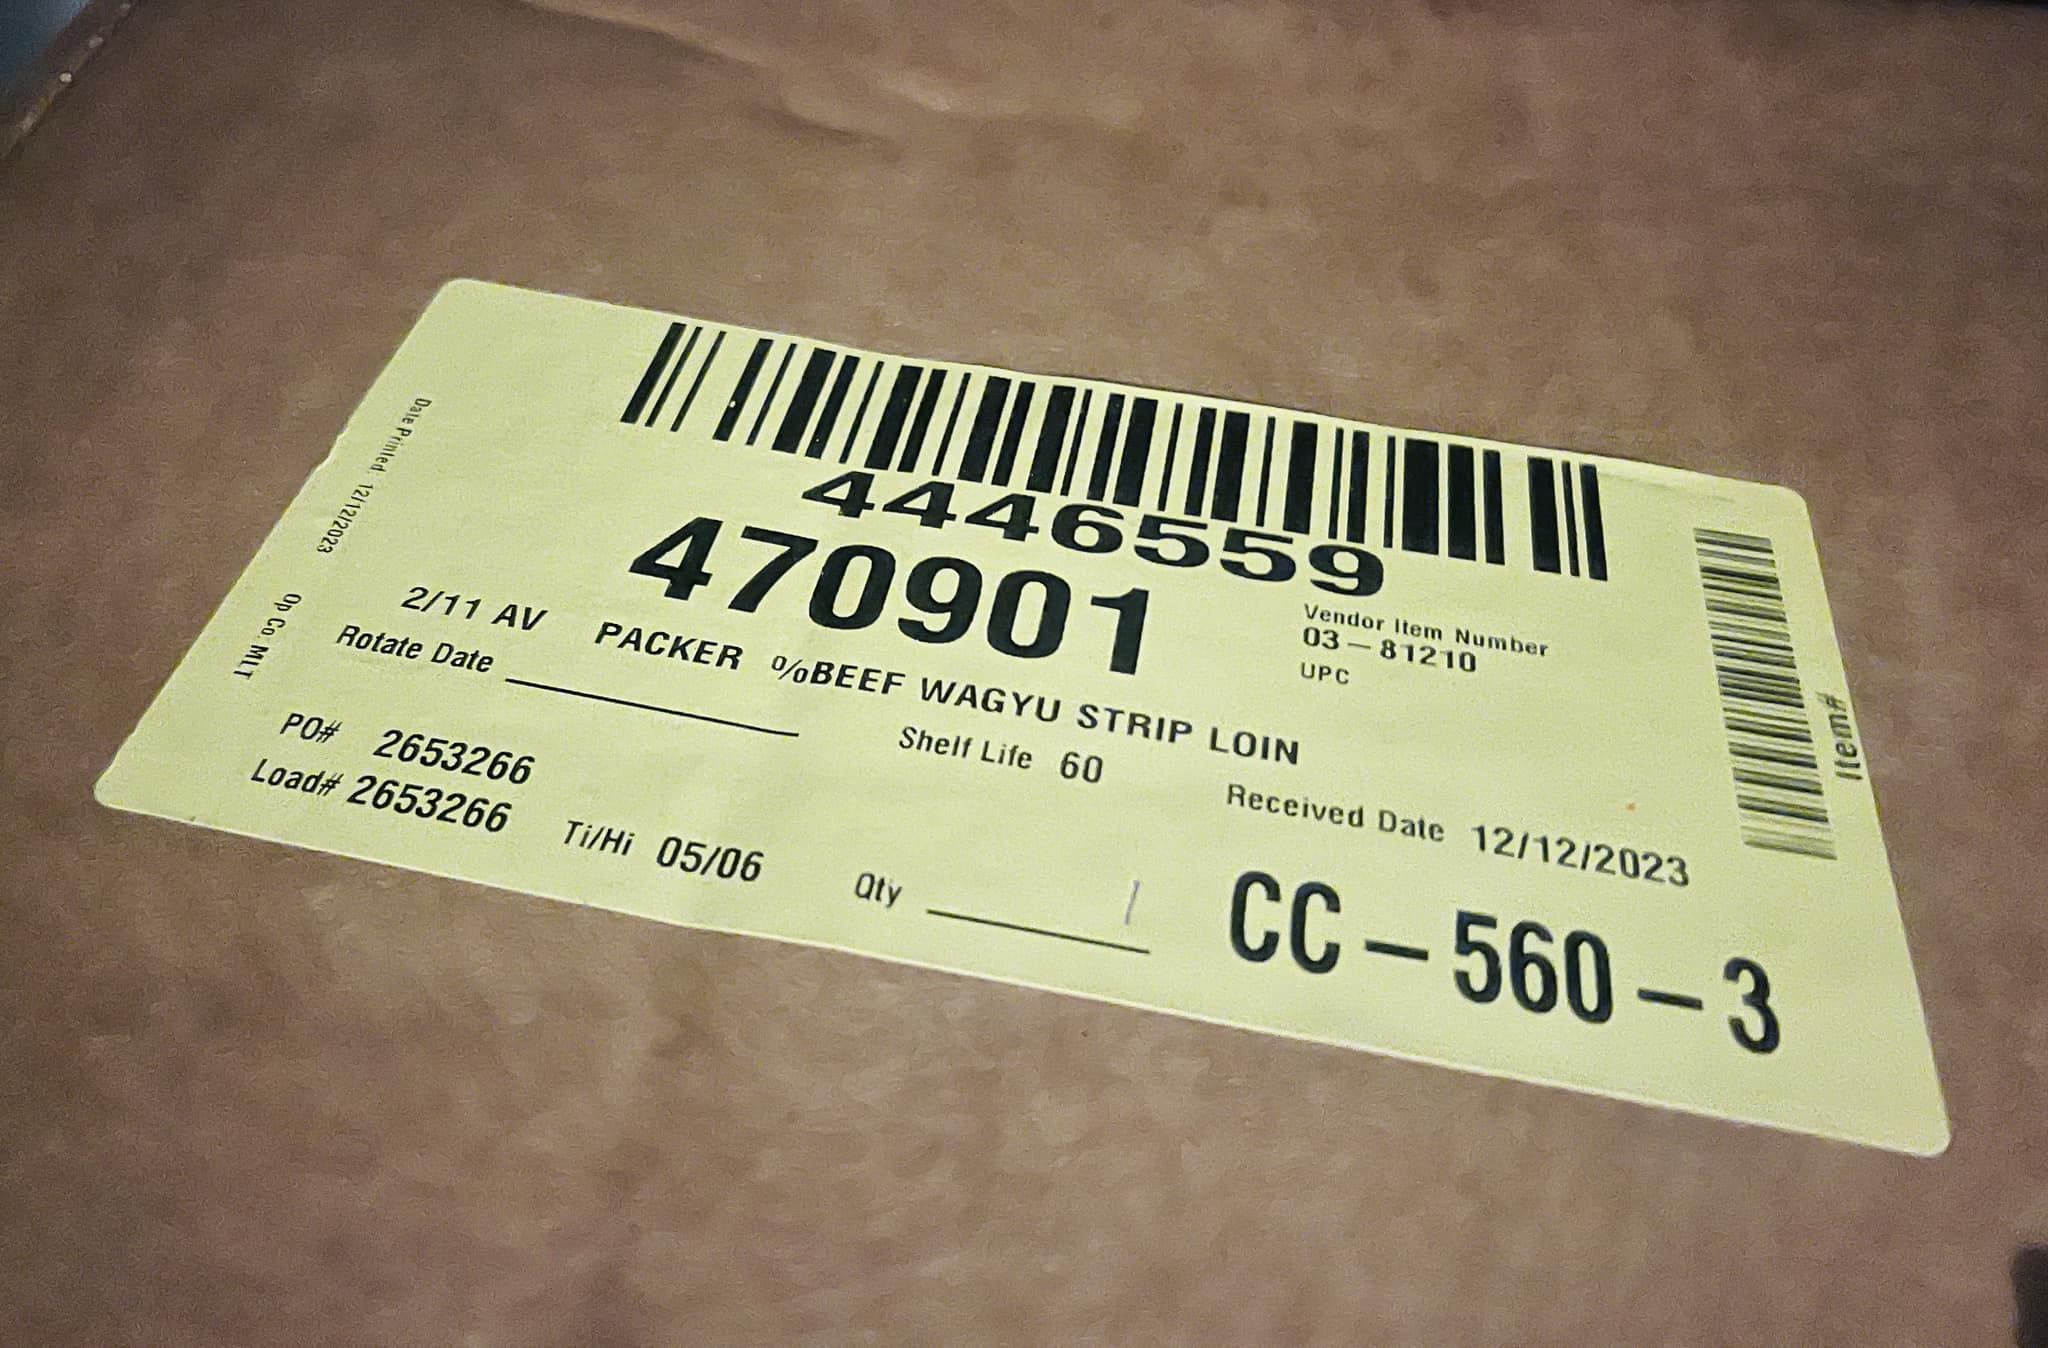 4446559
470901
Vendor Item Number
03-81210
UPC
2/11 AV PACKER %BEEF WAGYU STRIP LOIN
Rotate Date
Shelf Life 60
Received Date 12/12/2023
PO# 2653266
Load# 2653266
Ti/Hi 05/06
Qty 1
CC-560-3
Date Printed: 12/12/2023
Op Co: MLT
Item#